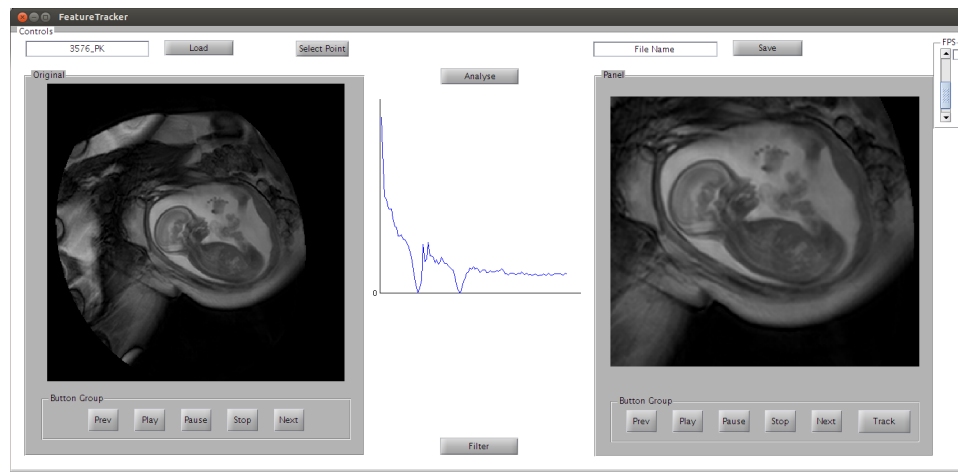 FeatureTracker
Controls
3576_PK
Load
Select Point
File Name
Save
FPS
Original
Analyse
Panel
0
Button Group
Prev
Play
Pause
Stop
Next
Button Group
Prev
Play
Pause
Stop
Next
Track
Filter